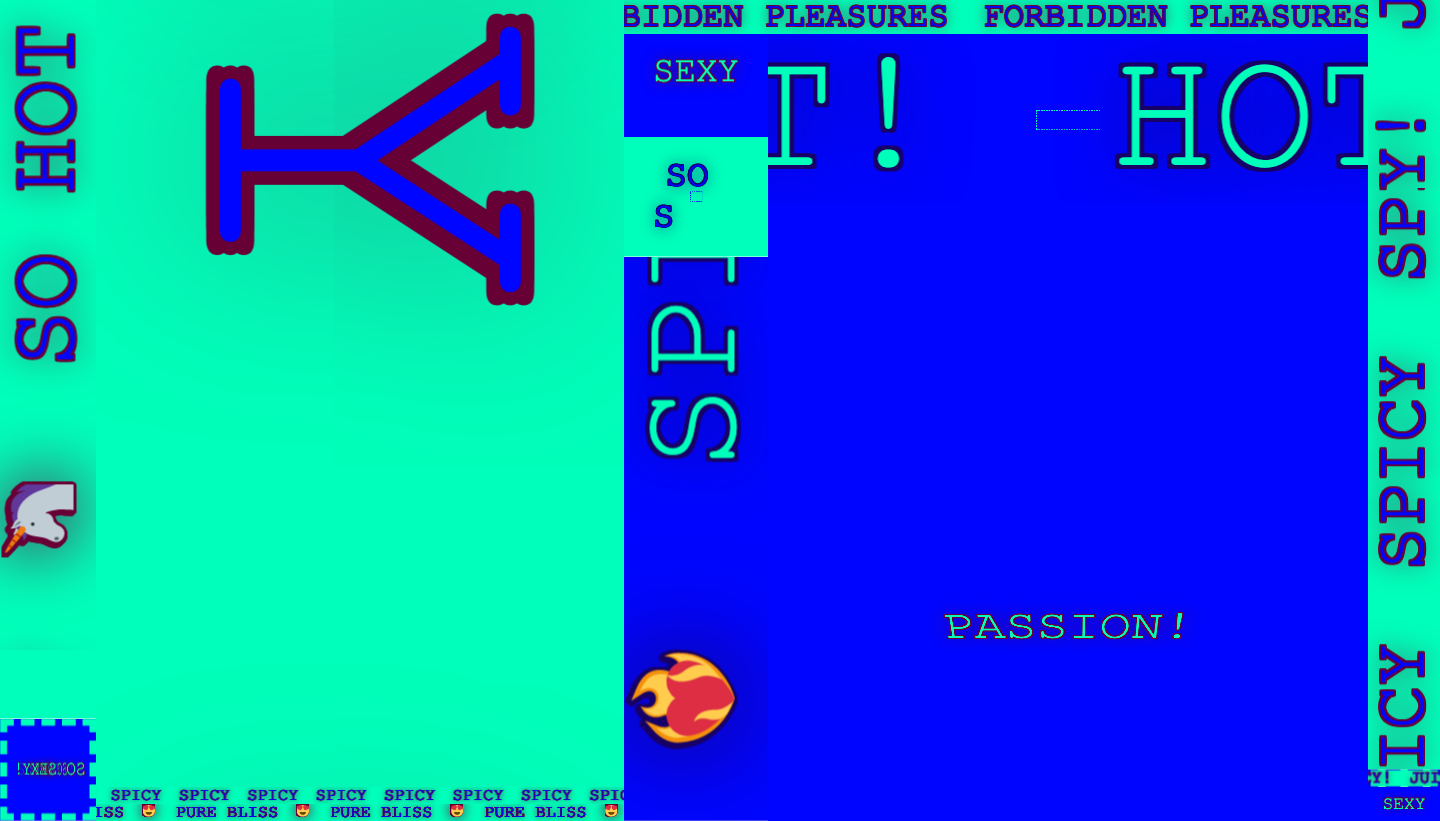 SO HOT
Y
BIDDEN PLEASURES FORBIDDEN PLEASURES
SEXY
T! HOT
SO
S
SPI
PASSION!
ICY SPICY SPY! J
SPICY SPICY SPICY SPICY SPICY SPICY SPICY SPIC
ISS 😍 PURE BLISS 😍 PURE BLISS 😍 PURE BLISS 😍
CY! JUI
SEXY